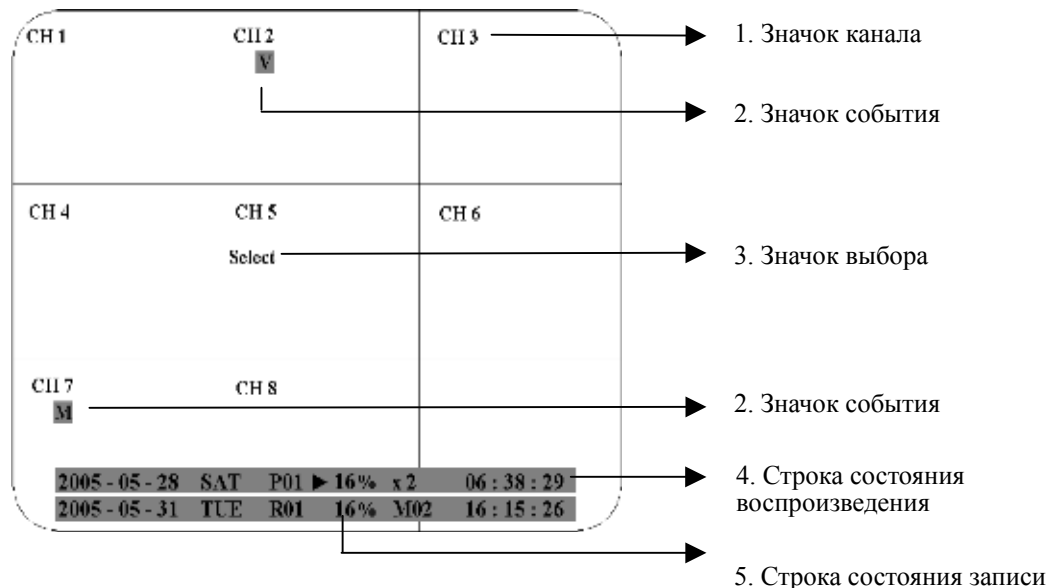 CH 1 CH 2 CH 3 1. Значок канала
V
2. Значок события
CH 4 CH 5 CH 6
Select 3. Значок выбора
CH 7 CH 8
M 2. Значок события
2005 - 05 - 28 SAT P01 ▶ 16% x 2 06 : 38 : 29
4. Строка состояния
воспроизведения
2005 - 05 - 31 TUE R01 16% M02 16 : 15 : 26
5. Строка состояния записи